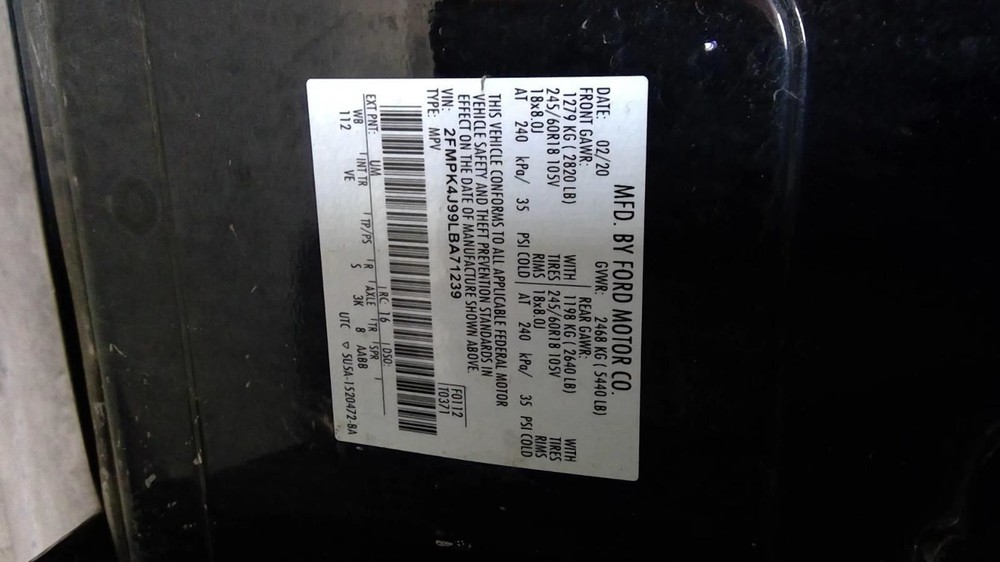 MFD. BY FORD MOTOR CO.
DATE: 02/20 GVWR: 2468 KG ( 5440 LB)
FRONT GAWR: REAR GAWR:
1279 KG ( 2820 LB) WITH 1198 KG ( 2640 LB) WITH
245/60R18 105V TIRES 245/60R18 105V TIRES
18x8.0J RIMS 18x8.0J RIMS
AT 240 kPa/ 35 PSI COLD AT 240 kPa/ 35 PSI COLD
THIS VEHICLE CONFORMS TO ALL APPLICABLE FEDERAL MOTOR
VEHICLE SAFETY AND THEFT PREVENTION STANDARDS IN
EFFECT ON THE DATE OF MANUFACTURE SHOWN ABOVE.
VIN: 2FMPK4J99LBA71239 F0112
TYPE: MPV T0371
EXT PNT: UM RC: 16 DSO:
WB INT TR TP/PS R AXLE TR SPR
112 VE S 3K 8 AABB
UTC ▽ 5U5A-1520472-BA